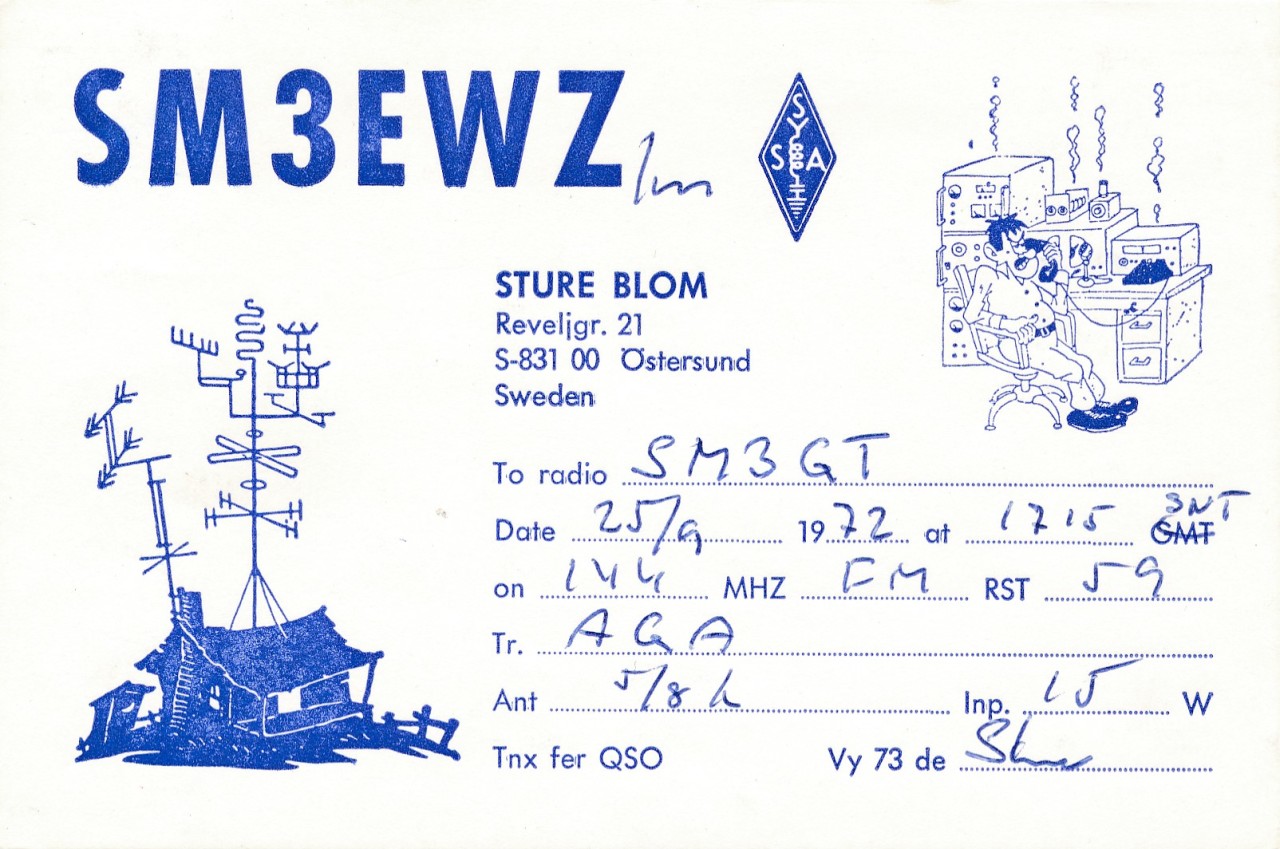 SM3EWZ/m
SSA
STURE BLOM
Reveljgr. 21
S-831 00 Östersund
Sweden
To radio SM3GT
SNT
Date 25/9 1972 at 1715 GMT
on 144 MHZ FM RST 59
Tr. AGA
Ant 5/8 λ Inp. 15 W
Tnx fer QSO Vy 73 de Sture